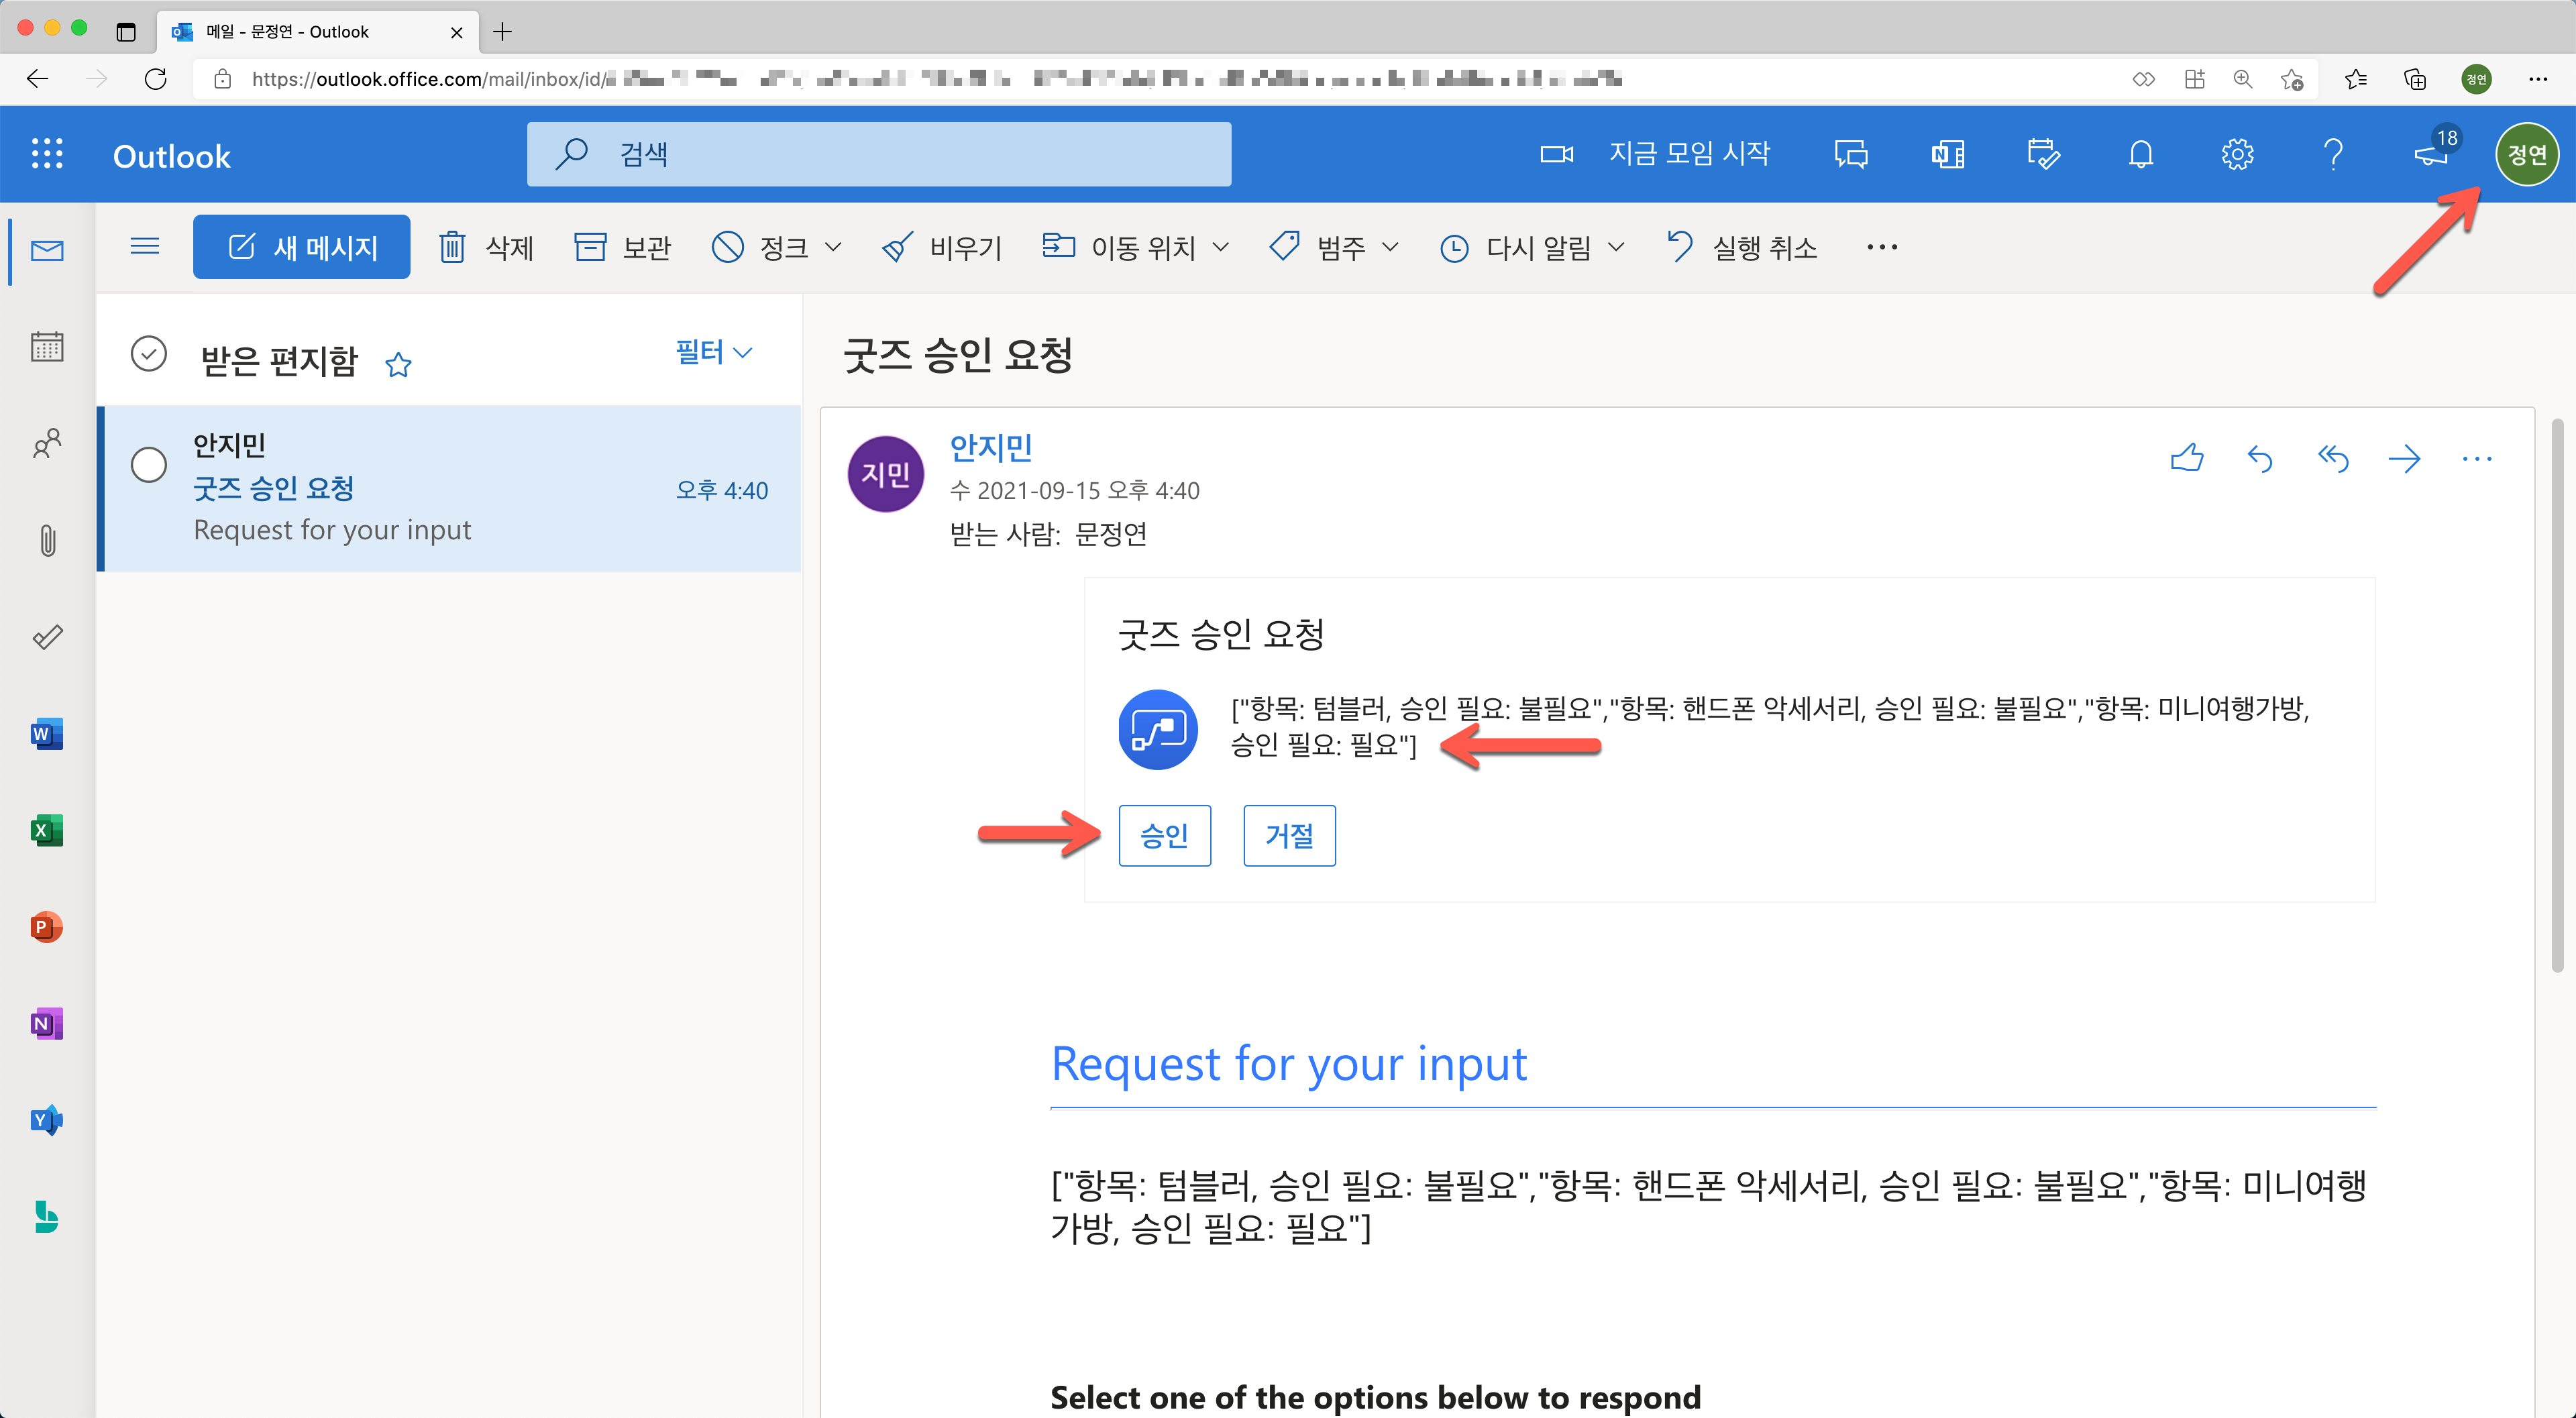 메일 - 문정연 - Outlook
https://outlook.office.com/mail/inbox/id/
정연
Outlook
검색
지금 모임 시작
18
정연
새 메시지
삭제
보관
정크
비우기
이동 위치
범주
다시 알림
실행 취소
받은 편지함
필터
안지민
굿즈 승인 요청
오후 4:40
Request for your input
굿즈 승인 요청
지민
안지민
수 2021-09-15 오후 4:40
받는 사람: 문정연
굿즈 승인 요청
["항목: 텀블러, 승인 필요: 불필요","항목: 핸드폰 악세서리, 승인 필요: 불필요","항목: 미니여행가방,
승인 필요: 필요"]
승인
거절
Request for your input
["항목: 텀블러, 승인 필요: 불필요","항목: 핸드폰 악세서리, 승인 필요: 불필요","항목: 미니여행
가방, 승인 필요: 필요"]
Select one of the options below to respond